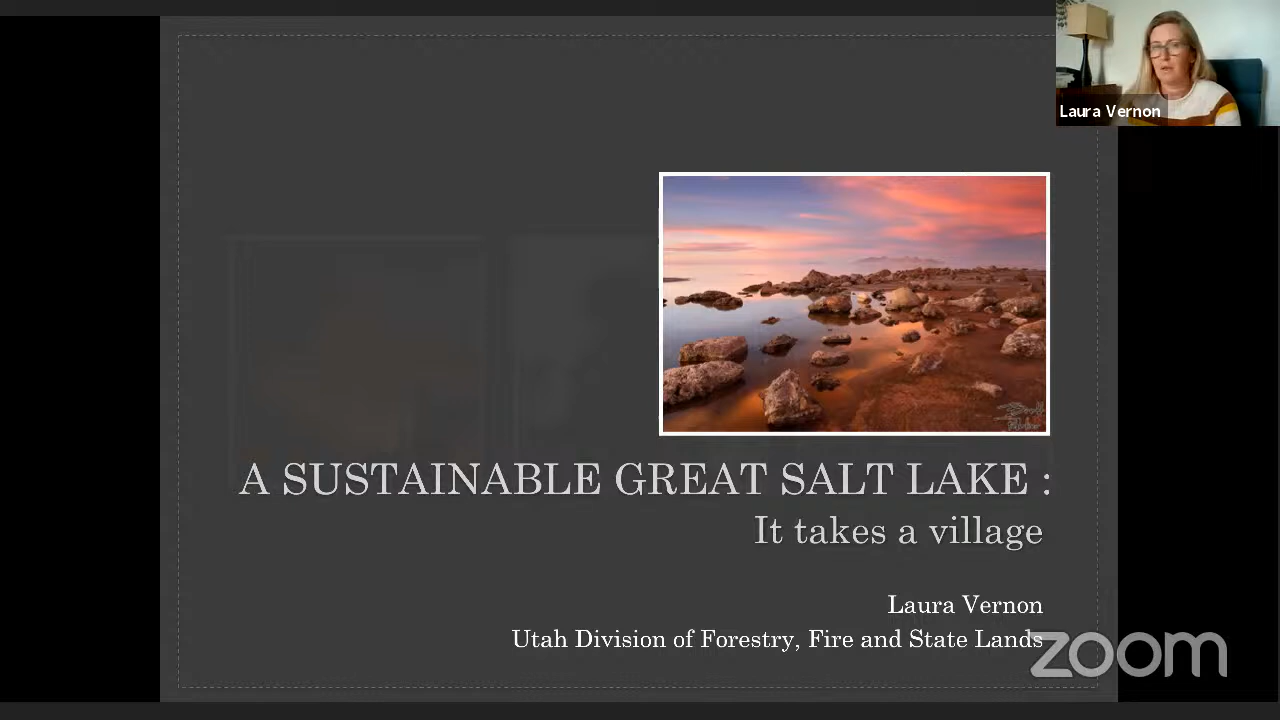 Laura Vernon
A SUSTAINABLE GREAT SALT LAKE :
It takes a village
Laura Vernon
Utah Division of Forestry, Fire and State Lands
zoom